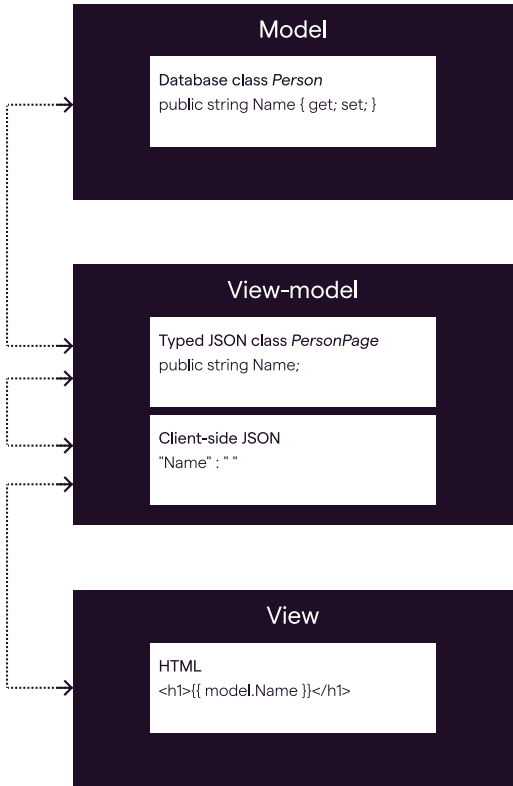 Model
Database class Person
public string Name { get; set; }
View-model
Typed JSON class PersonPage
public string Name;
Client-side JSON
"Name" : " "
View
HTML
<h1>{{ model.Name }}</h1>